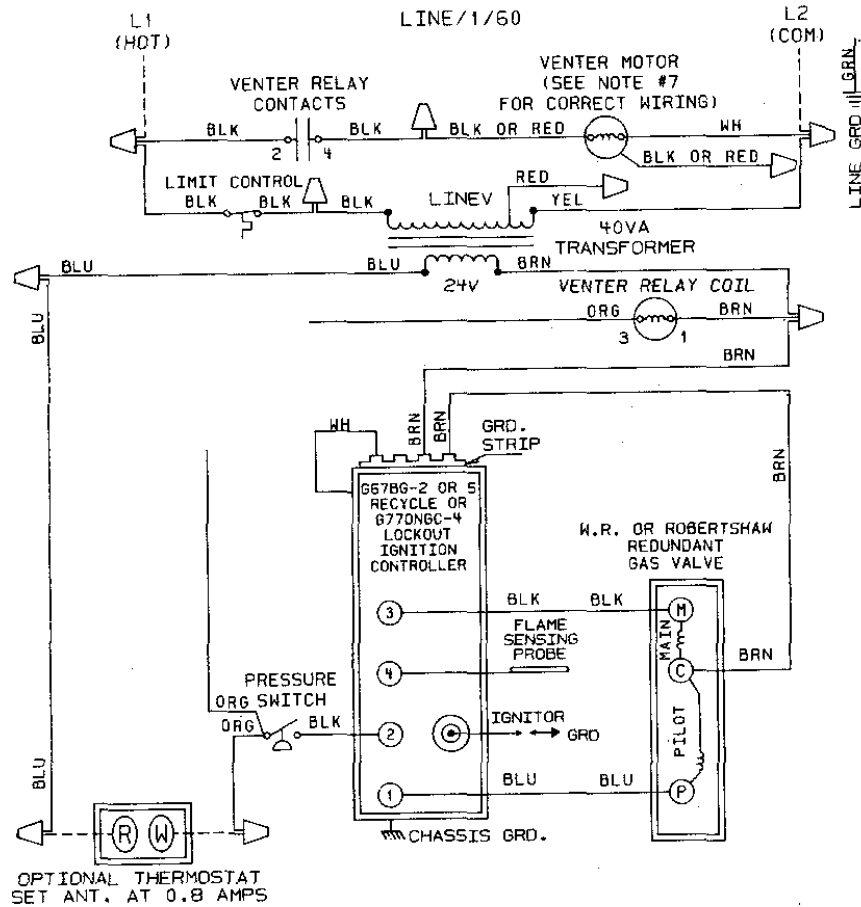 L1
(HOT)
LINE/1/60
L2
(COM)
GRN
LINE GRD
VENTER RELAY
CONTACTS
VENTER MOTOR
(SEE NOTE #7
FOR CORRECT WIRING)
BLK
2
4
BLK
BLK OR RED
WH
BLK OR RED
LIMIT CONTROL
BLK
BLK
BLK
LINEV
RED
YEL
40VA
TRANSFORMER
BLU
BLU
24V
BRN
VENTER RELAY COIL
ORG
3
1
BRN
BLU
BRN
WH
BRN
BRN
GRD.
STRIP
BRN
G67BG-2 OR 5
RECYCLE OR
G770NGC-4
LOCKOUT
IGNITION
CONTROLLER
W.R. OR ROBERTSHAW
REDUNDANT
GAS VALVE
3
BLK
BLK
M
MAIN
FLAME
SENSING
PROBE
4
C
BRN
PRESSURE
SWITCH
ORG
ORG
BLK
2
IGNITOR
GRD
PILOT
BLU
1
BLU
BLU
P
R
W
CHASSIS GRD.
OPTIONAL THERMOSTAT
SET ANT. AT 0.8 AMPS